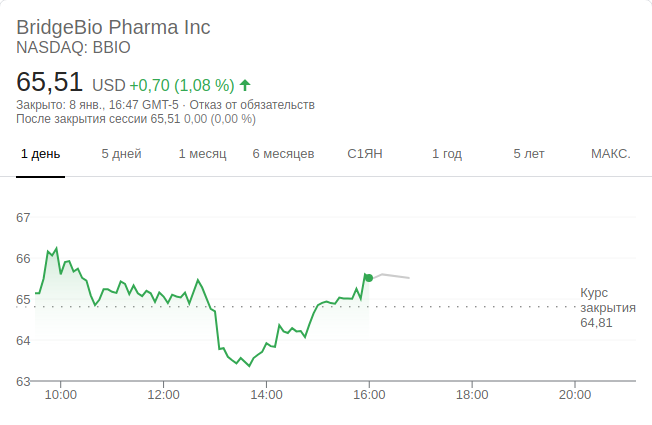 BridgeBio Pharma Inc
NASDAQ: BBIO
65,51 USD +0,70 (1,08 %)
Закрыто: 8 янв., 16:47 GMT-5 · Отказ от обязательств
После закрытия сессии 65,51 0,00 (0,00 %)
1 день 5 дней 1 месяц 6 месяцев С1ЯН 1 год 5 лет МАКС.
67
66
65
Курс
закрытия
64,81
64
63
10:00 12:00 14:00 16:00 18:00 20:00